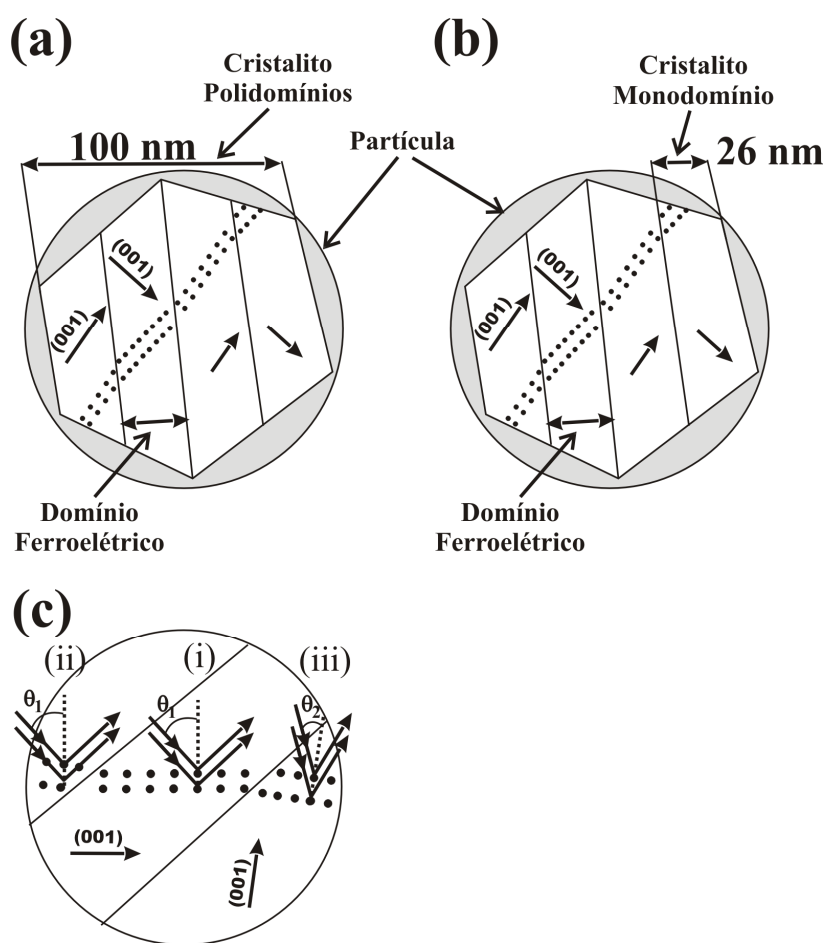 (a)
Cristalito
Polidomínios
100 nm
Partícula
(001)
(001)
Domínio
Ferroelétrico
(b)
Cristalito
Monodomínio
26 nm
(001)
(001)
Domínio
Ferroelétrico
(c)
(ii)
(i)
(iii)
θ1
θ1
θ2
(001)
(001)